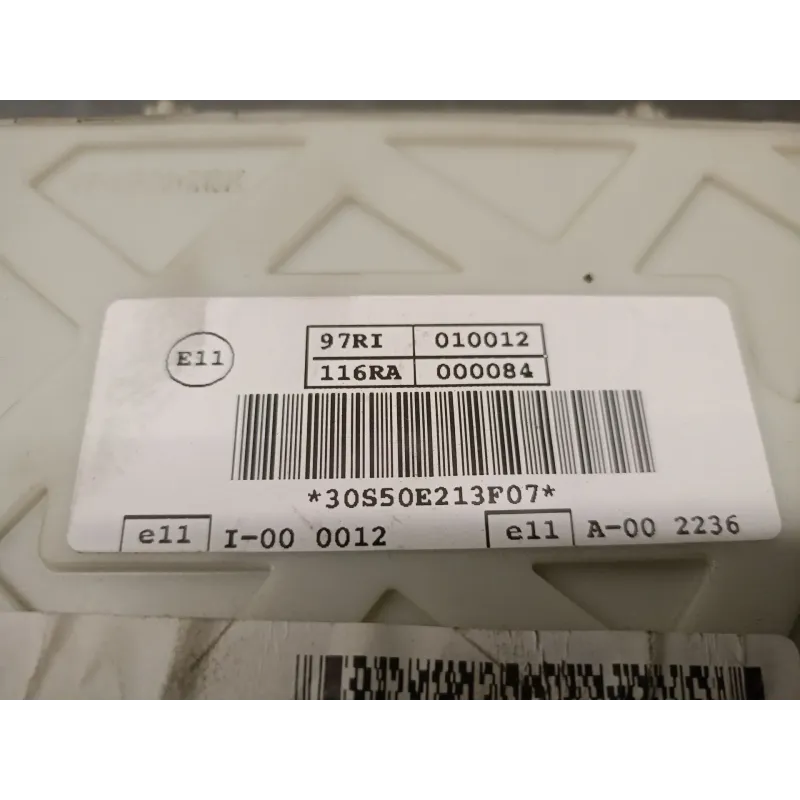 E11
97RI 010012
116RA 000084
*30S50E213F07*
e11 I-00 0012 e11 A-00 2236